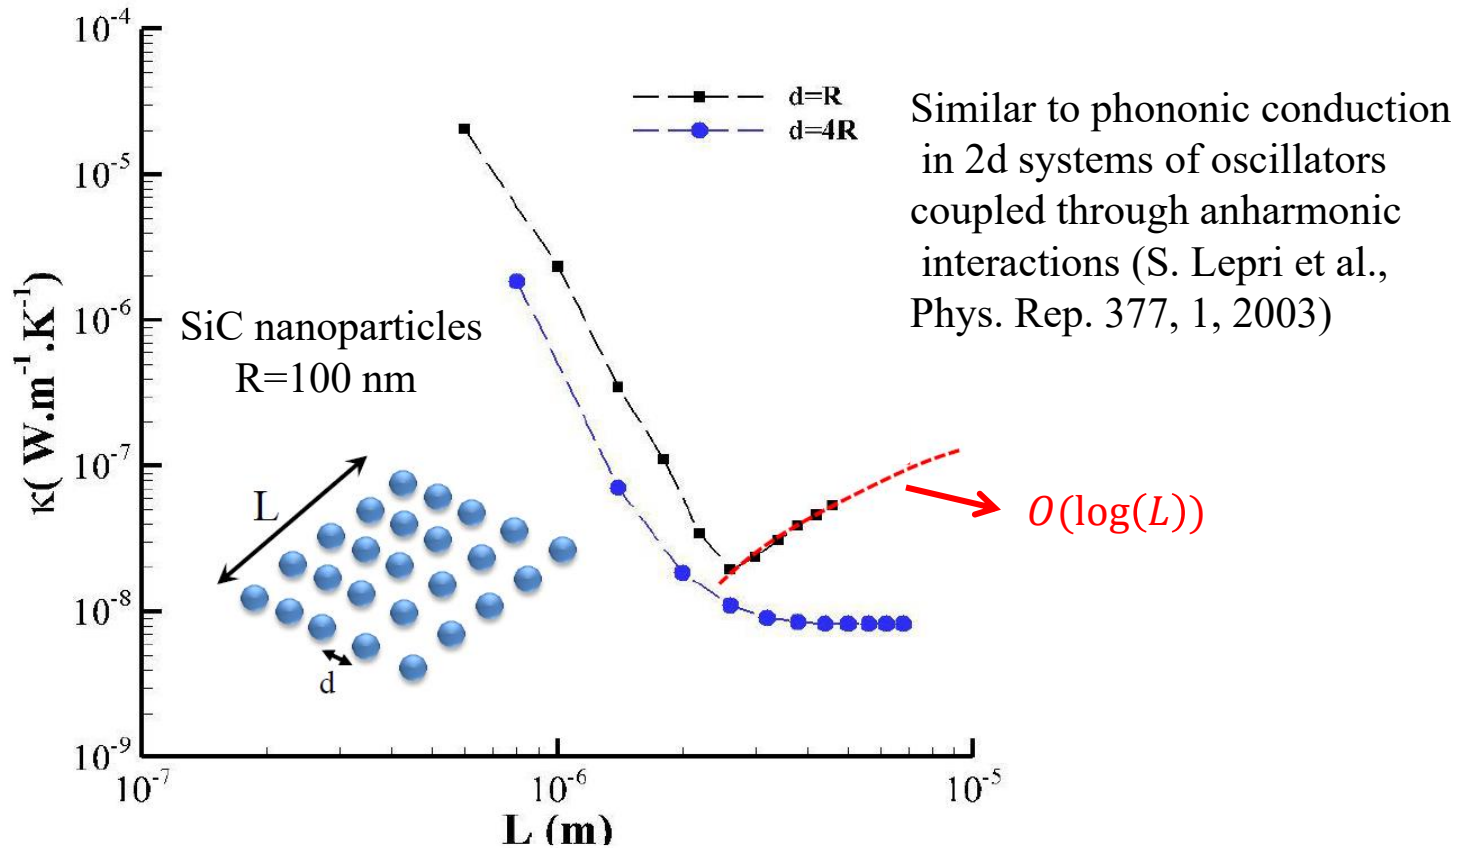 10⁻⁴
10⁻⁵
10⁻⁶
10⁻⁷
10⁻⁸
10⁻⁹
κ( W.m⁻¹.K⁻¹)
d=R
d=4R
Similar to phononic conduction
in 2d systems of oscillators
coupled through anharmonic
interactions (S. Lepri et al.,
Phys. Rep. 377, 1, 2003)
SiC nanoparticles
R=100 nm
L
d
O(log(L))
10⁻⁷
10⁻⁶
10⁻⁵
L (m)